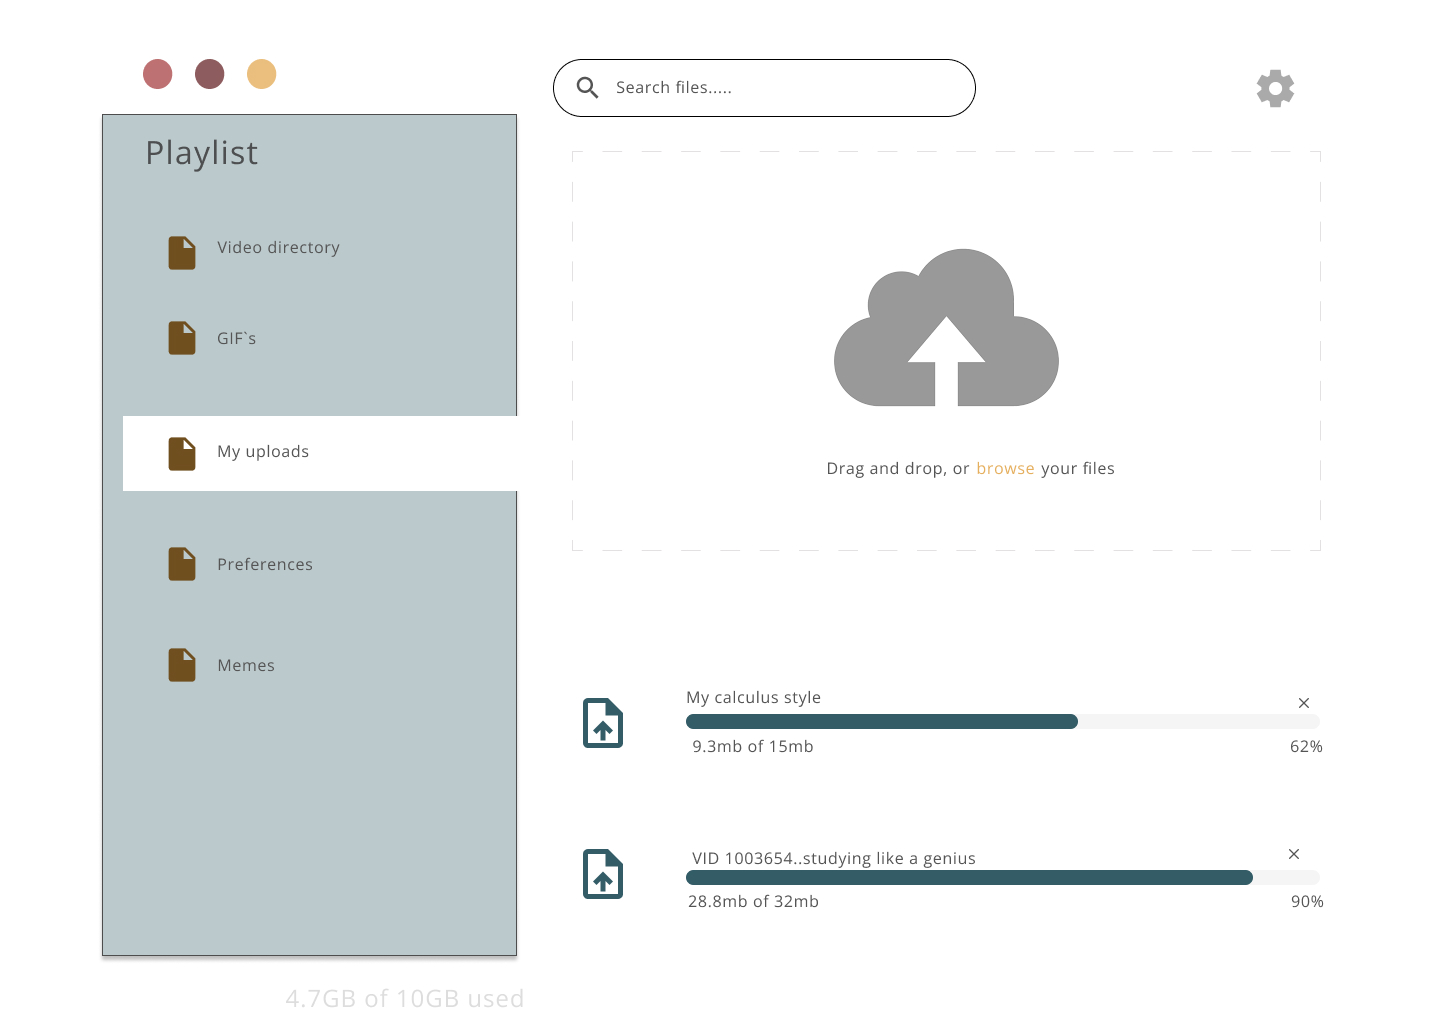 Search files.....
Playlist
Video directory
GIF`s
My uploads
Preferences
Memes
Drag and drop, or browse your files
My calculus style
9.3mb of 15mb
62%
VID 1003654..studying like a genius
28.8mb of 32mb
90%
4.7GB of 10GB used